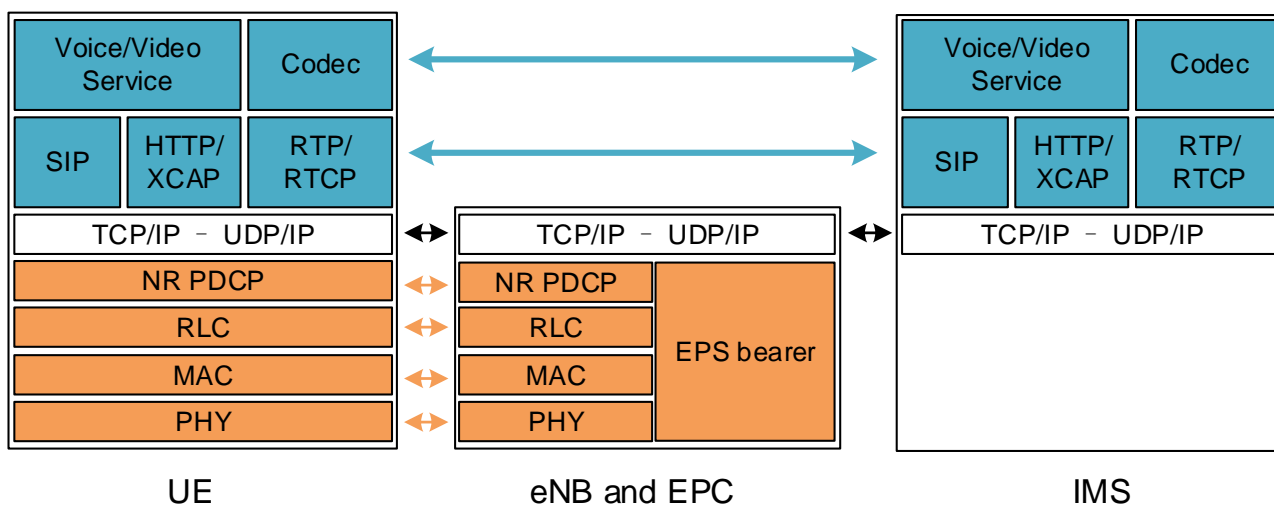 Voice/Video
Service
Codec
SIP
HTTP/
XCAP
RTP/
RTCP
TCP/IP – UDP/IP
NR PDCP
RLC
MAC
PHY
UE
TCP/IP – UDP/IP
NR PDCP
RLC
MAC
PHY
EPS bearer
eNB and EPC
Voice/Video
Service
Codec
SIP
HTTP/
XCAP
RTP/
RTCP
TCP/IP – UDP/IP
IMS